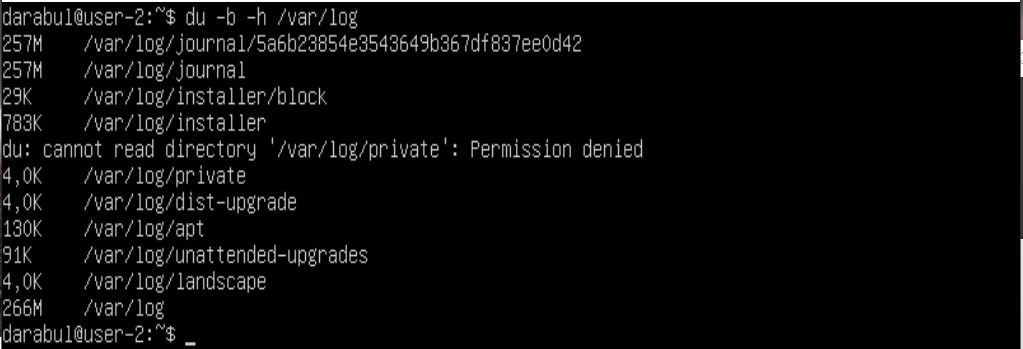 darabul@user-2:~$ du -b -h /var/log
257M /var/log/journal/5a6b23854e3543649b367df837ee0d42
257M /var/log/journal
29K /var/log/installer/block
783K /var/log/installer
du: cannot read directory '/var/log/private': Permission denied
4,0K /var/log/private
4,0K /var/log/dist-upgrade
130K /var/log/apt
91K /var/log/unattended-upgrades
4,0K /var/log/landscape
266M /var/log
darabul@user-2:~$ _